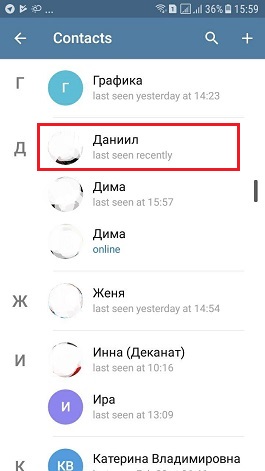 ... 36% 15:59
Contacts
Г
Г
Графика
last seen yesterday at 14:23
Д
Даниил
last seen recently
Дима
last seen at 15:57
Дима
online
Ж
Женя
last seen yesterday at 14:54
И
Инна (Деканат)
last seen at 10:16
И
Ира
last seen at 13:09
К
КВ
Катерина Владимировна